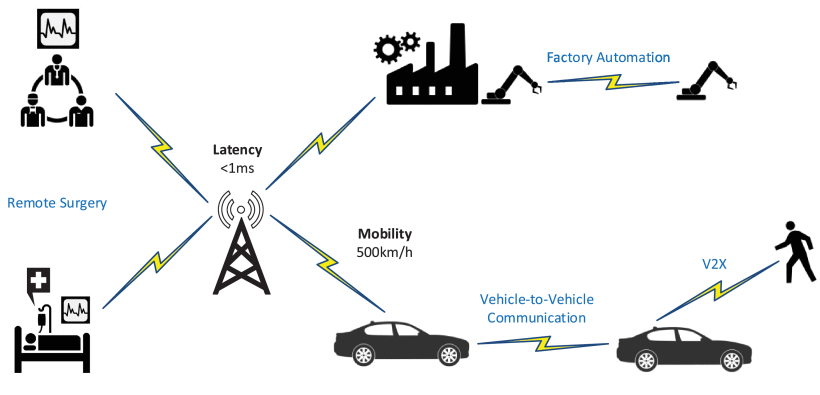 Factory Automation
Latency
<1ms
Remote Surgery
Mobility
500km/h
V2X
Vehicle-to-Vehicle
Communication